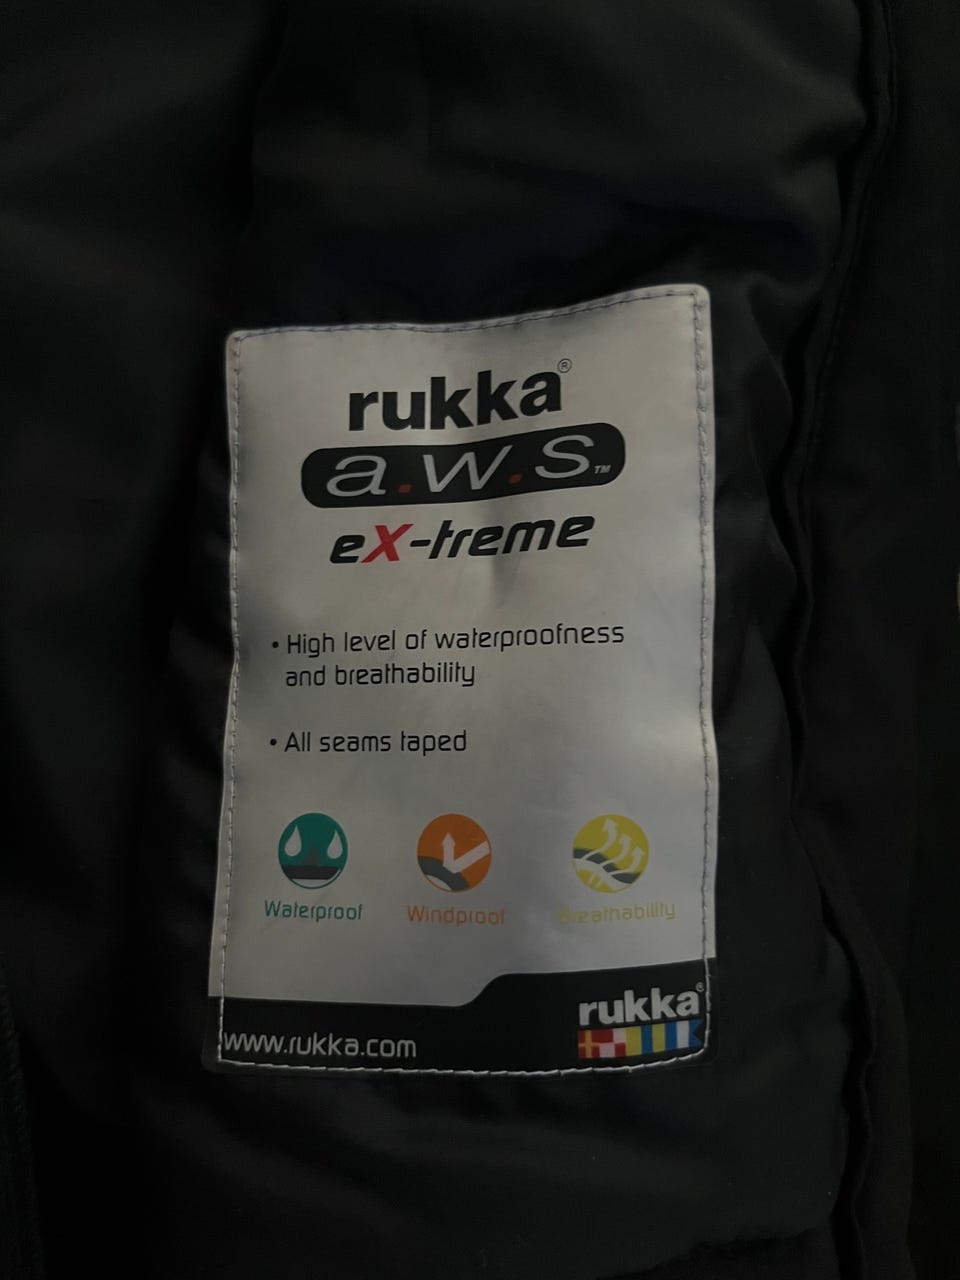 rukka®
a.w.s™
eX-treme
• High level of waterproofness
and breathability
• All seams taped
Waterproof Windproof Breathability
rukka®
www.rukka.com